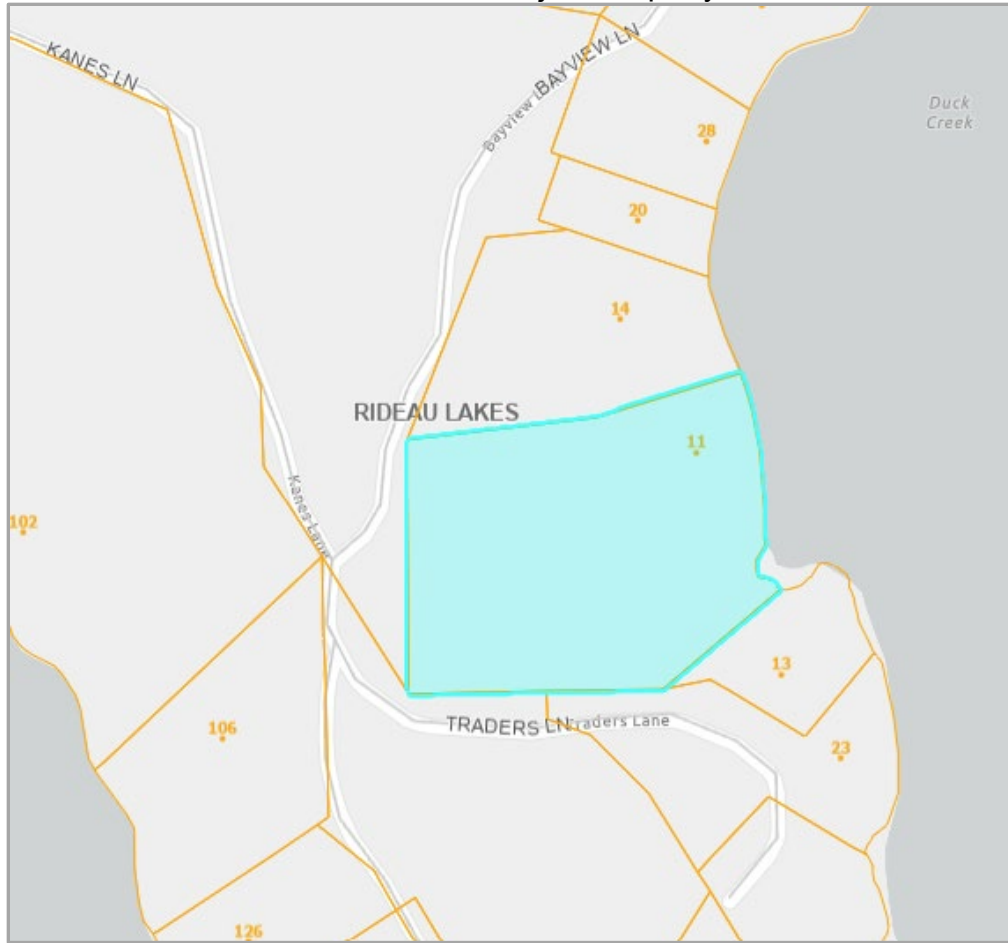 KANES LN
BAYVIEW LN
Bayview
Duck
Creek
28
20
14
RIDEAU LAKES
11
Kanes Lane
102
13
106
TRADERS LN
Traders Lane
23
126